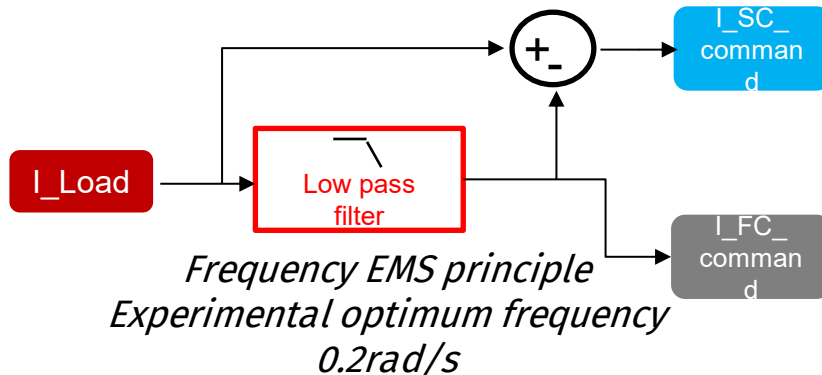 I_SC_
comman
d
+
-
I_Load
Low pass
filter
I_FC_
comman
d
Frequency EMS principle
Experimental optimum frequency
0.2rad/s